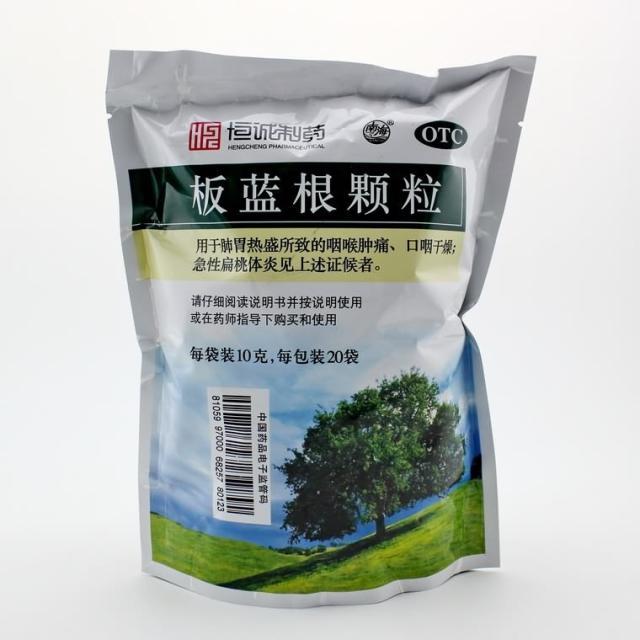 恒诚制药
HENGCHENG PHARMACEUTICAL
南海
OTC
板蓝根颗粒
用于肺胃热盛所致的咽喉肿痛、口咽干燥;
急性扁桃体炎见上述证候者。
请仔细阅读说明书并按说明使用
或在药师指导下购买和使用
每袋装10克,每包装20袋
中国药品电子监管码
81059 97000 68257 80123